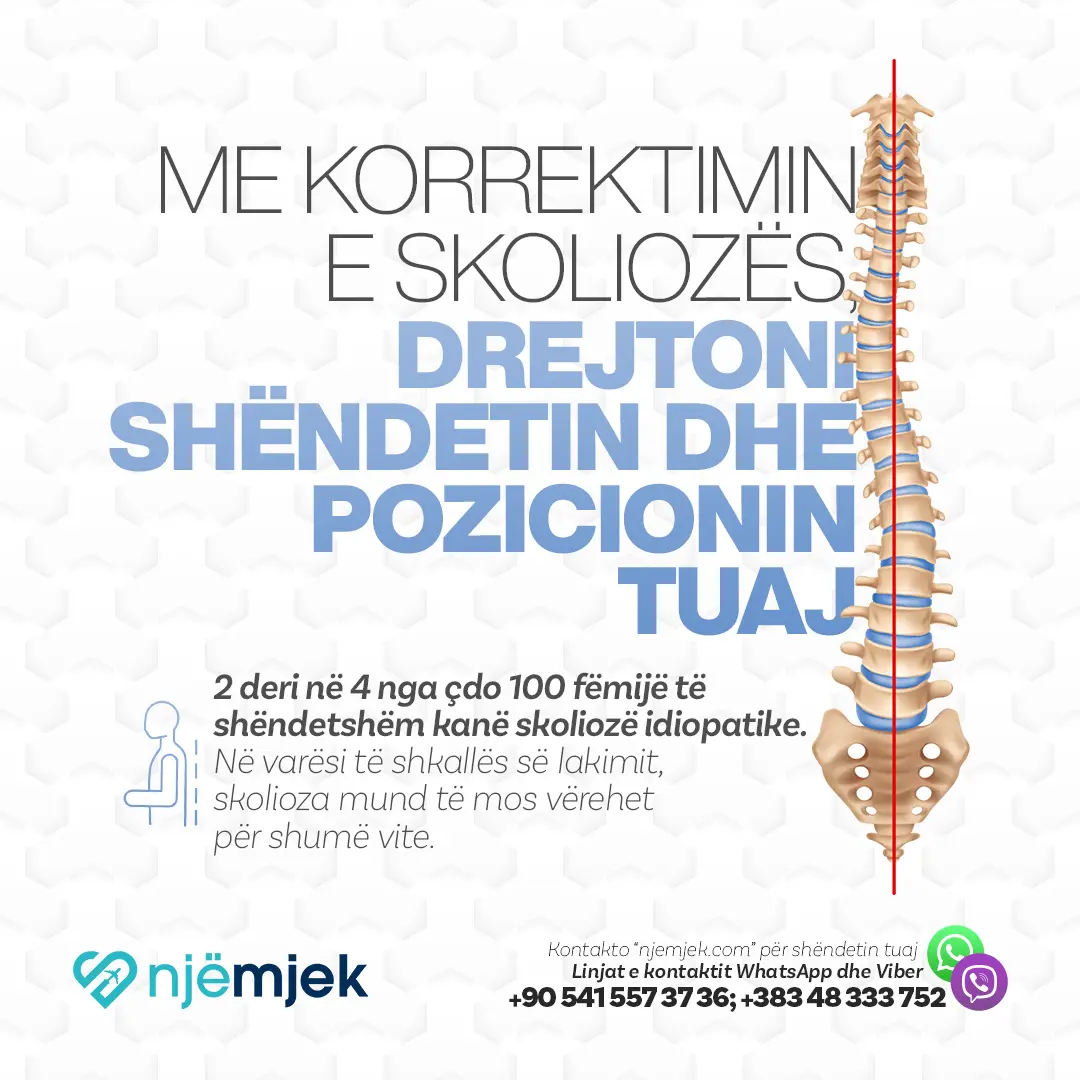 ME KORREKTIMIN
E SKOLIOZËS,
DREJTONI
SHËNDETIN DHE
POZICIONIN
TUAJ
2 deri në 4 nga çdo 100 fëmijë të
shëndetshëm kanë skoliozë idiopatike.
Në varësi të shkallës së lakimit,
skolioza mund të mos vërehet
për shumë vite.
njëmjek
Kontakto "njemjek.com" për shëndetin tuaj
Linjat e kontaktit WhatsApp dhe Viber
+90 541 557 37 36; +383 48 333 752